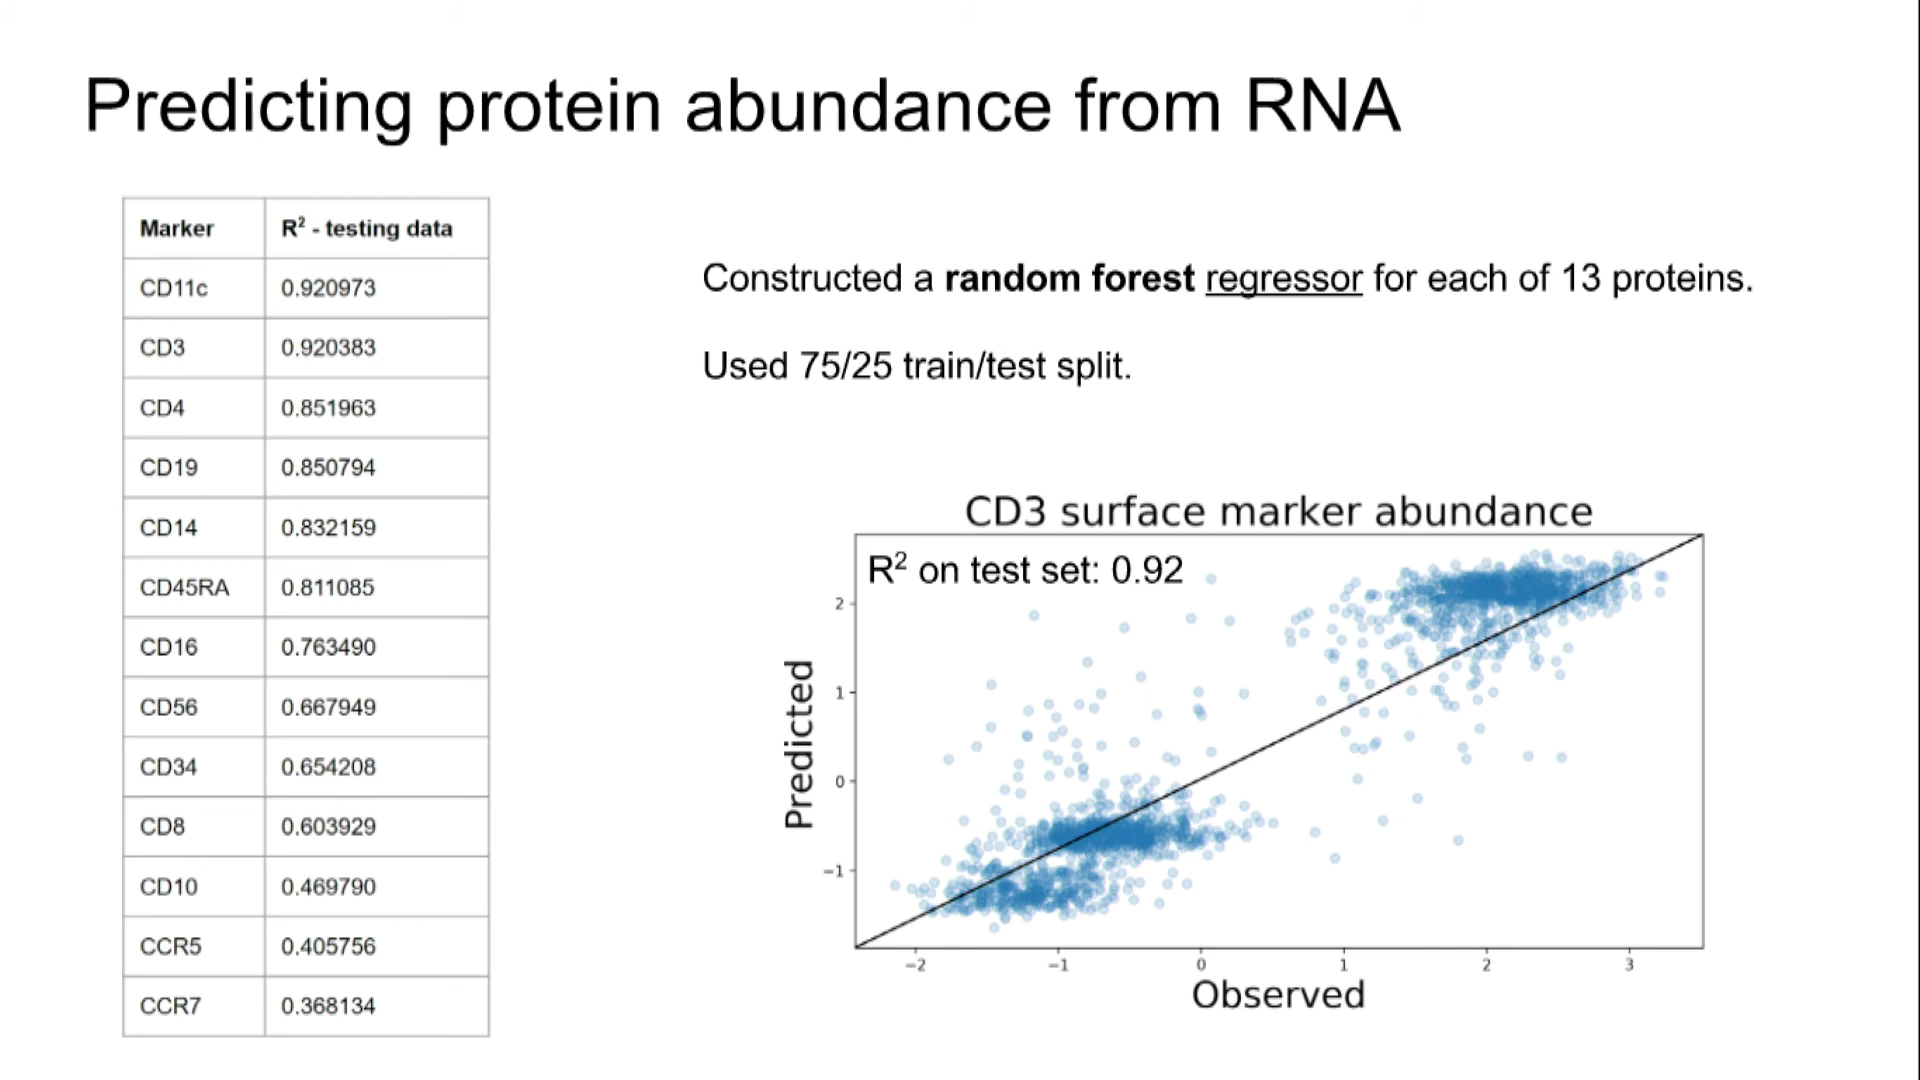 Predicting protein abundance from RNA
Marker R² - testing data
CD11c 0.920973
CD3 0.920383
CD4 0.851963
CD19 0.850794
CD14 0.832159
CD45RA 0.811085
CD16 0.763490
CD56 0.667949
CD34 0.654208
CD8 0.603929
CD10 0.469790
CCR5 0.405756
CCR7 0.368134
Constructed a random forest regressor for each of 13 proteins.
Used 75/25 train/test split.
CD3 surface marker abundance
R² on test set: 0.92
Predicted
2
1
0
−1
−2 −1 0 1 2 3
Observed